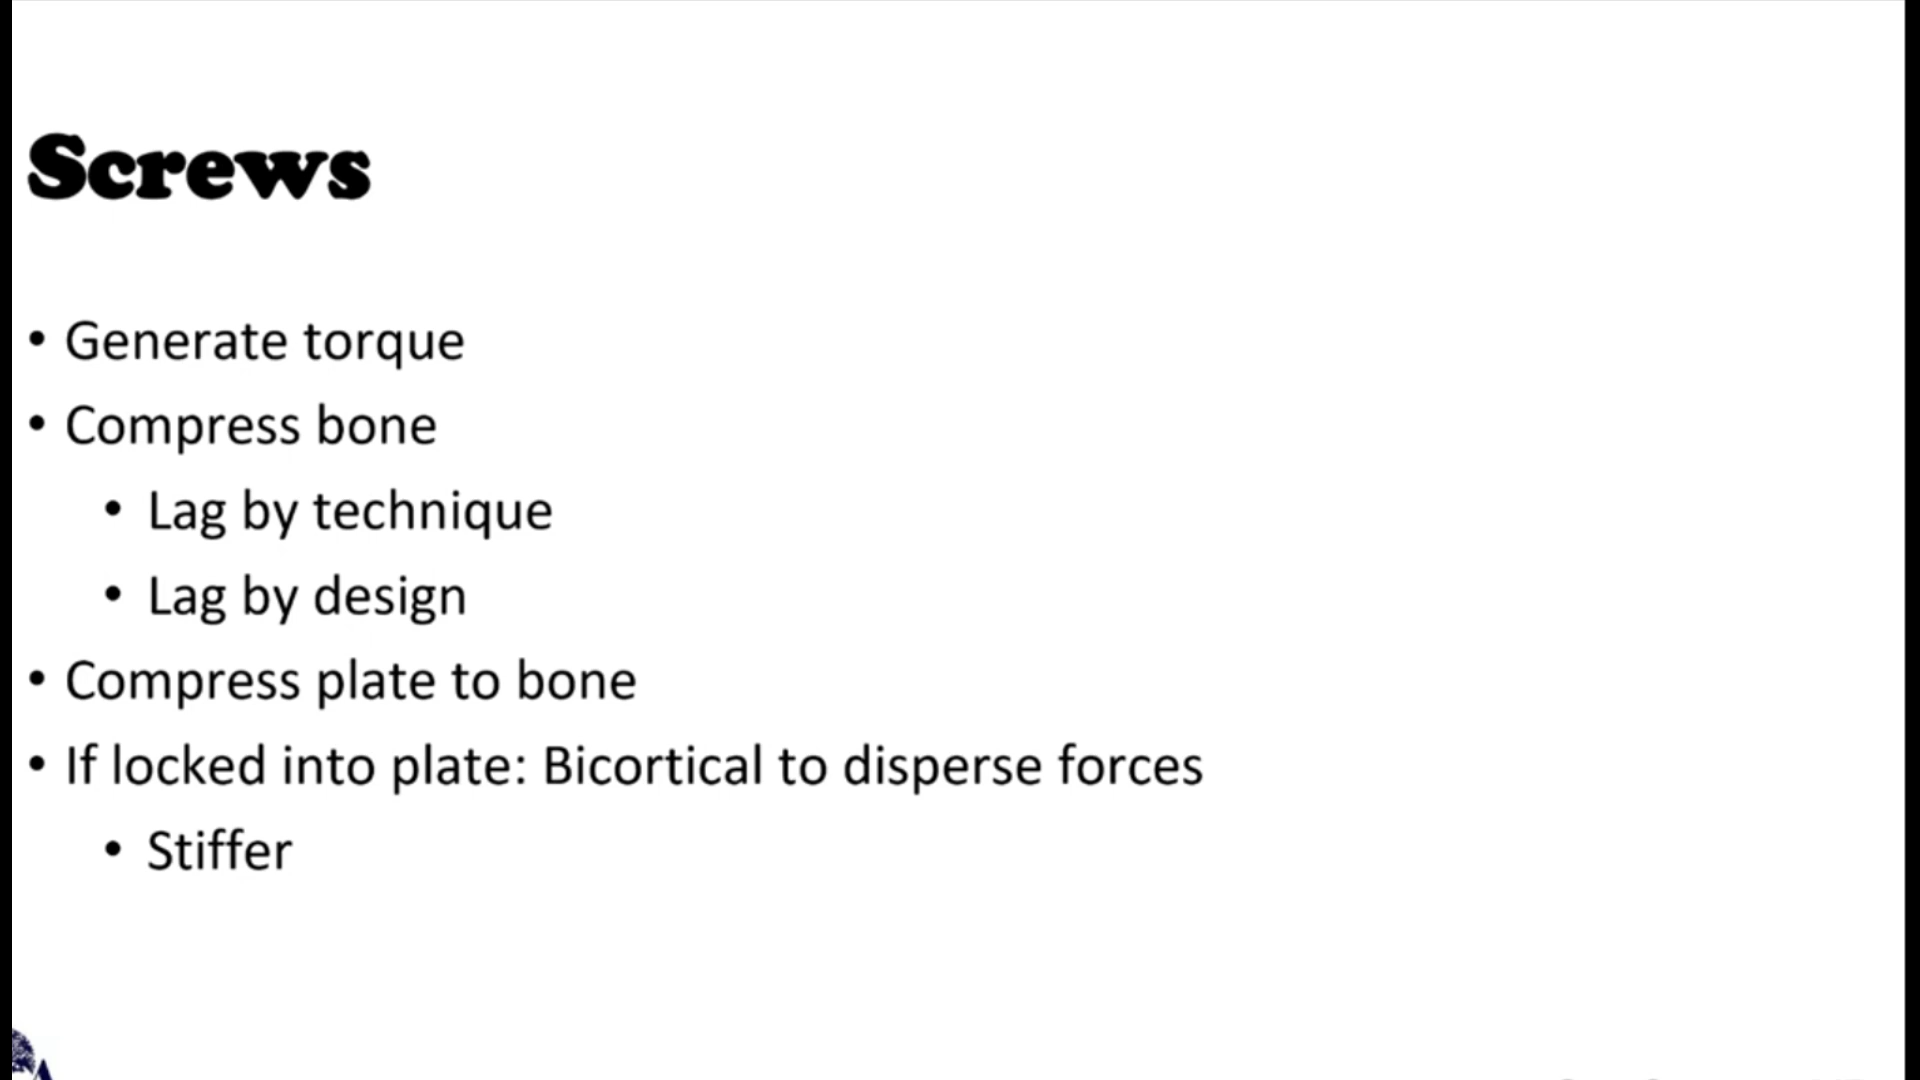 Screws
• Generate torque
• Compress bone
• Lag by technique
• Lag by design
• Compress plate to bone
• If locked into plate: Bicortical to disperse forces
• Stiffer